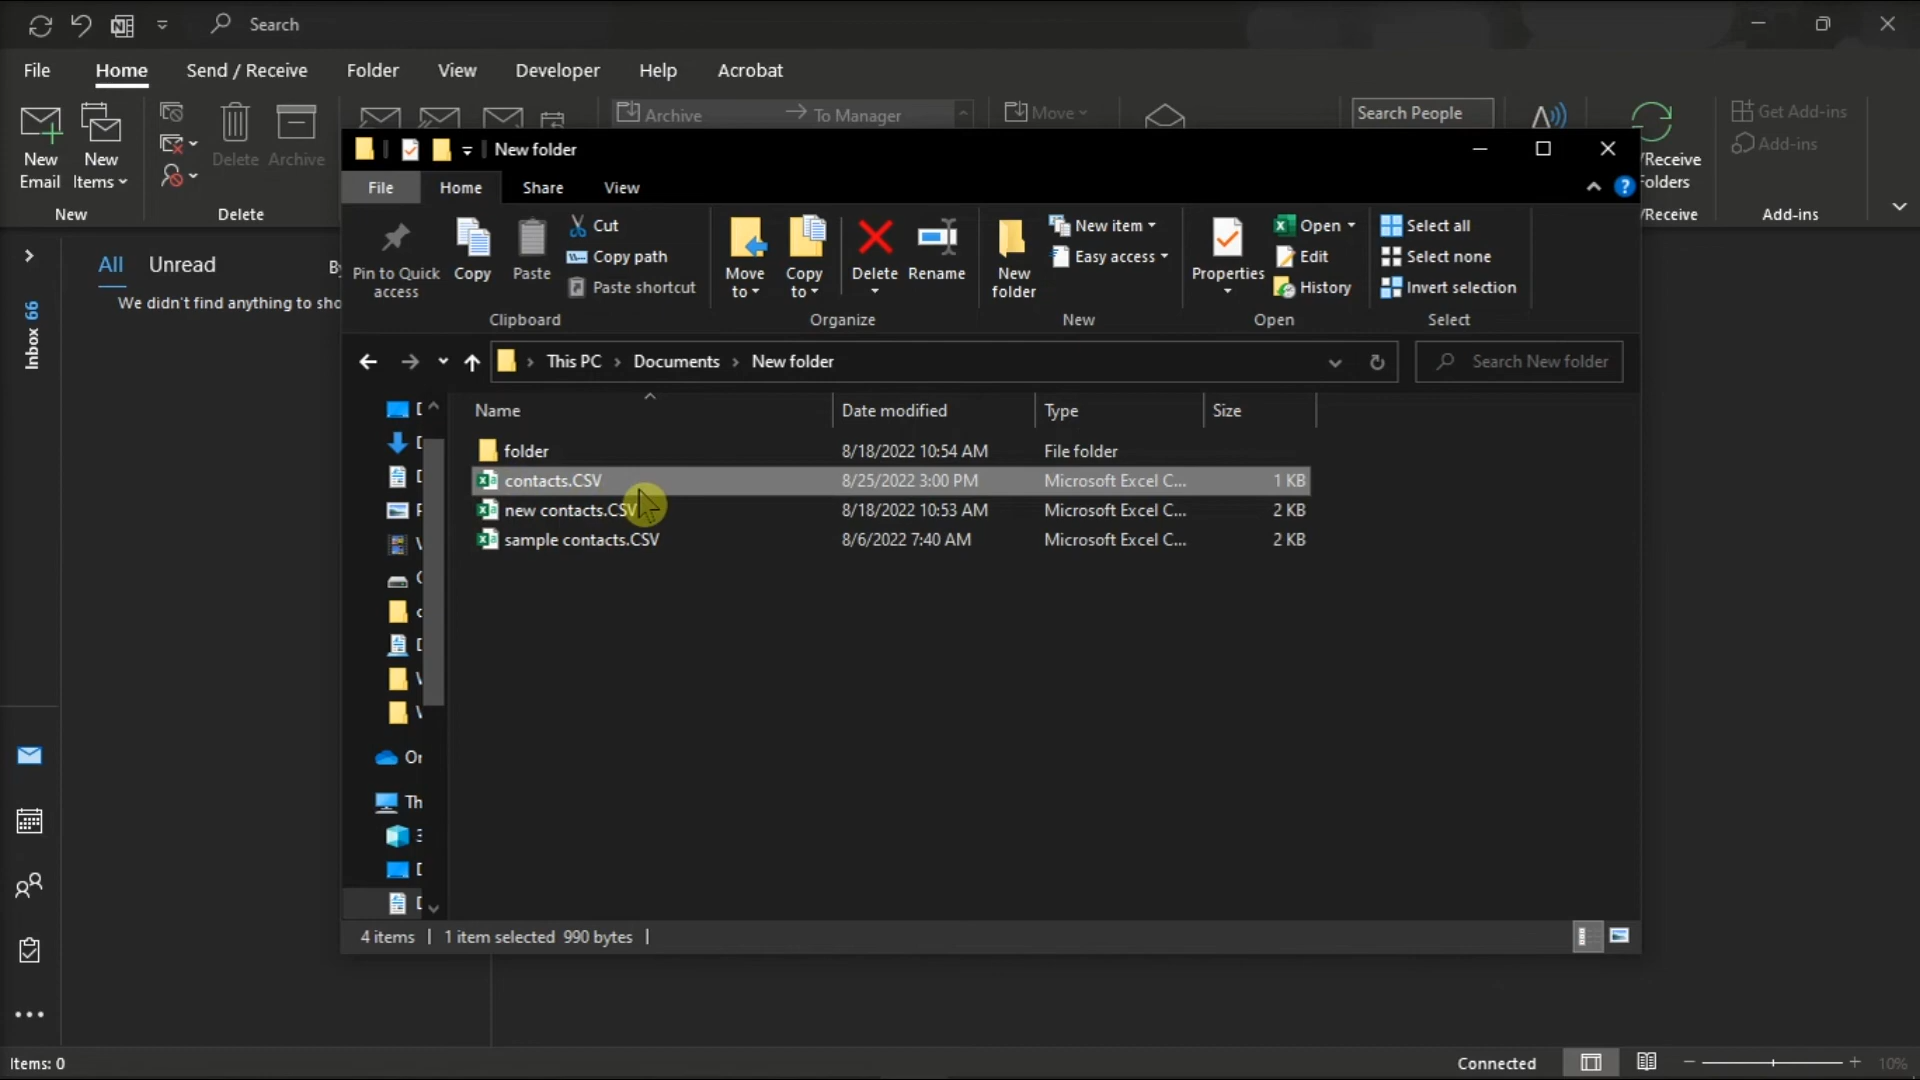 Search
File Home Send / Receive Folder View Developer Help Acrobat
New Email
New Items
New
Delete Archive
Delete
Archive
To Manager
Move
Search People
/Receive
Folders
/Receive
Get Add-ins
Add-ins
Add-ins
All Unread
We didn't find anything to sho
Inbox 66
New folder
File Home Share View
Pin to Quick access
Copy
Paste
Cut
Copy path
Paste shortcut
Clipboard
Move to
Copy to
Delete
Rename
Organize
New folder
New item
Easy access
New
Properties
Open
Edit
History
Open
Select all
Select none
Invert selection
Select
This PC Documents New folder
Search New folder
Name Date modified Type Size
folder 8/18/2022 10:54 AM File folder
contacts.CSV 8/25/2022 3:00 PM Microsoft Excel C... 1 KB
new contacts.CSV 8/18/2022 10:53 AM Microsoft Excel C... 2 KB
sample contacts.CSV 8/6/2022 7:40 AM Microsoft Excel C... 2 KB
Or
Th
4 items 1 item selected 990 bytes
Items: 0
Connected
10%